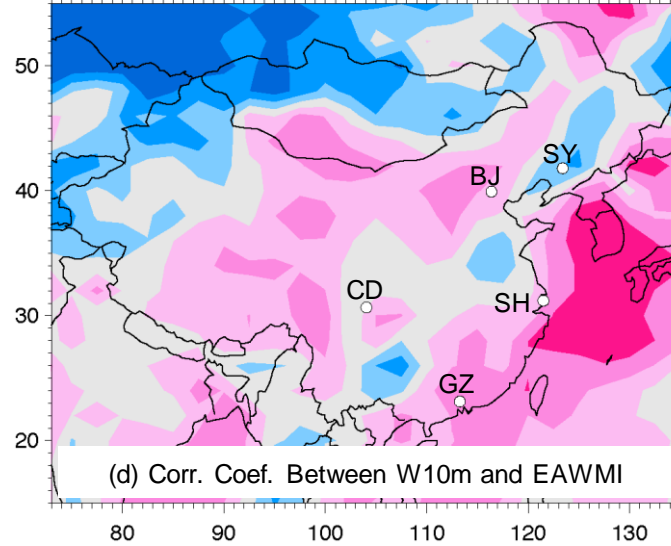 50
40
30
20
SY
BJ
CD
SH
GZ
(d) Corr. Coef. Between W10m and EAWMI
80 90 100 110 120 130